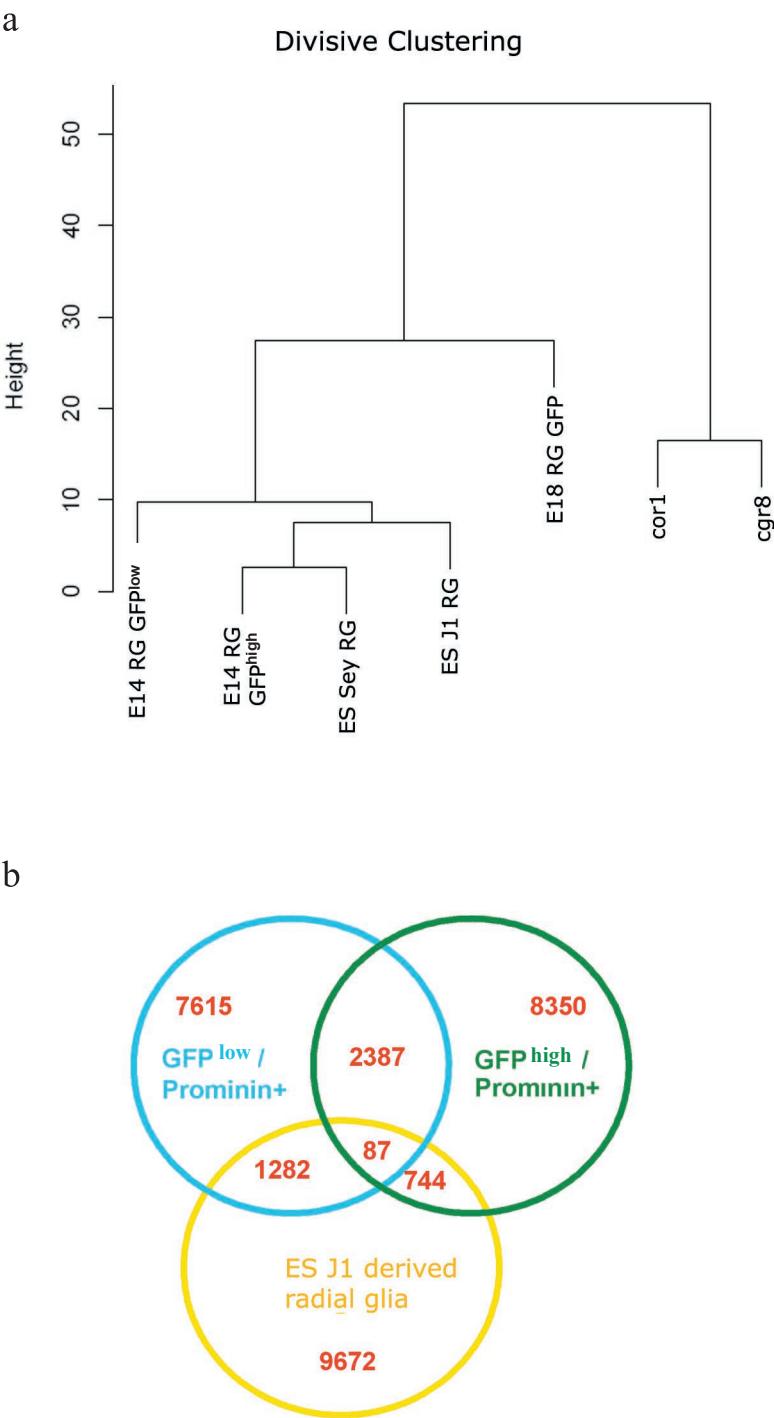 a
Divisive Clustering
Height
50
40
30
20
10
0
E14 RG GFPlow
E14 RG
GFPhigh
ES Sey RG
ES J1 RG
E18 RG GFP
cor1
cgr8
b
7615
8350
GFP low /
Prominin+
2387
GFP high /
Prominin+
1282
87
744
ES J1 derived
radial glia
9672